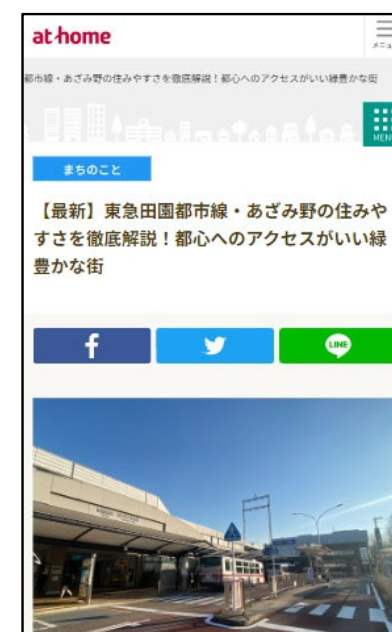 at home
メニュー
都市線・あざみ野の住みやすさを徹底解説！都心へのアクセスがいい緑豊かな街
MENU
まちのこと
【最新】東急田園都市線・あざみ野の住みや
すさを徹底解説！都心へのアクセスがいい緑
豊かな街
f
LINE